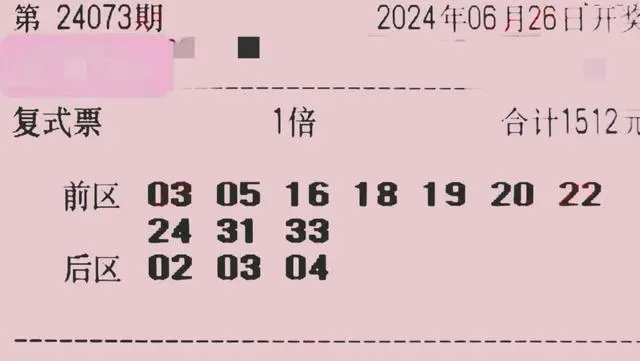 第 24073期 2024年06月26日开奖
复式票 1倍 合计1512元
前区 03 05 16 18 19 20 22
24 31 33
后区 02 03 04